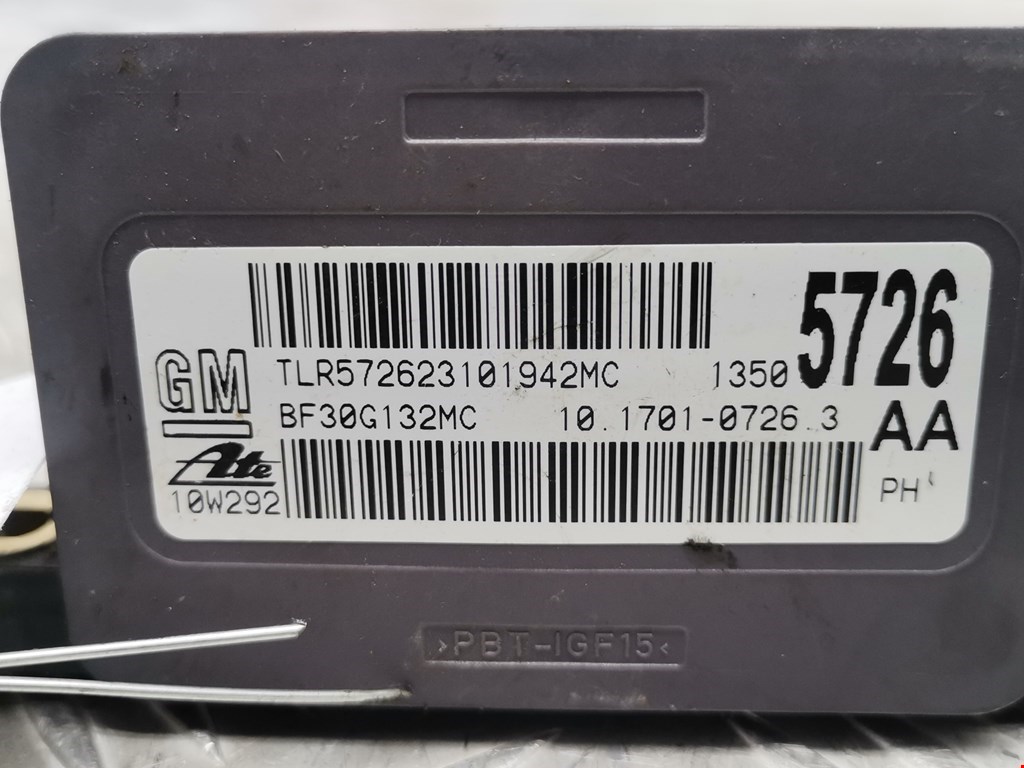 5726
GM
TLR572623101942MC 1350
BF30G132MC 10.1701-0726.3 AA
Ate
10W292
PH
>PBT-IGF15<